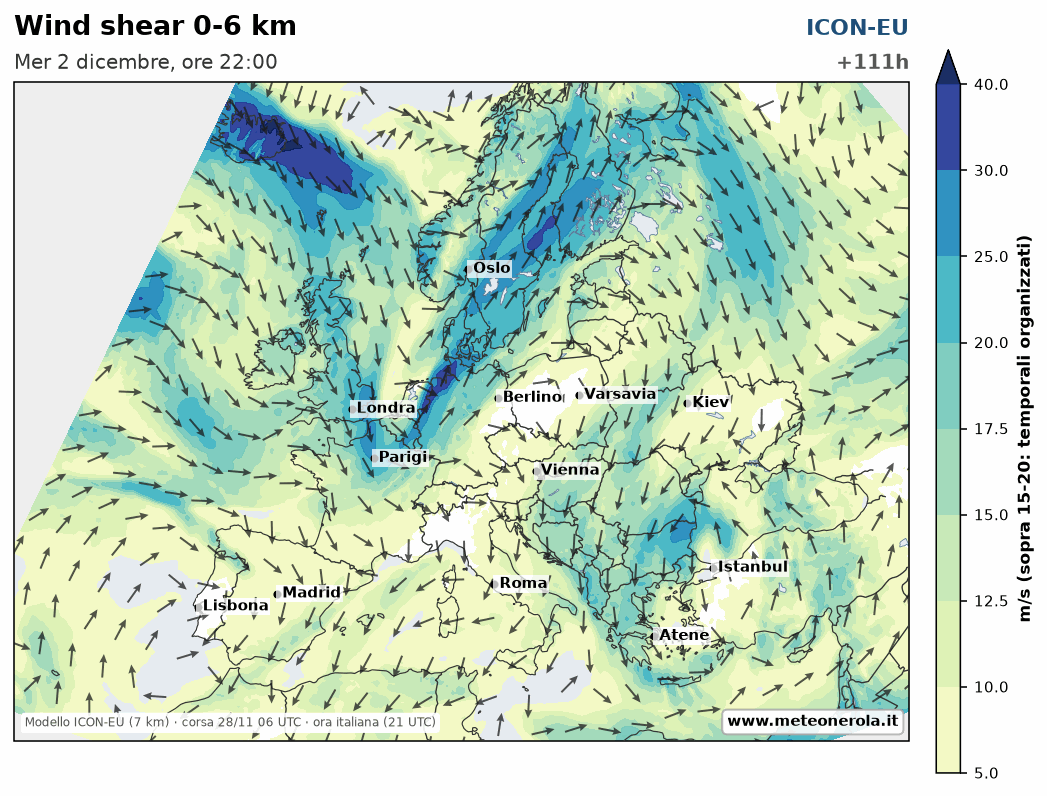 Wind shear 0-6 km
ICON-EU
Mer 2 dicembre, ore 22:00
+111h
40.0
30.0
25.0
20.0
17.5
15.0
12.5
10.0
5.0
m/s (sopra 15-20: temporali organizzati)
Oslo
Berlino
Varsavia
Kiev
Londra
Parigi
Vienna
Istanbul
Roma
Madrid
Lisbona
Atene
Modello ICON-EU (7 km) · corsa 28/11 06 UTC · ora italiana (21 UTC)
www.meteonerola.it